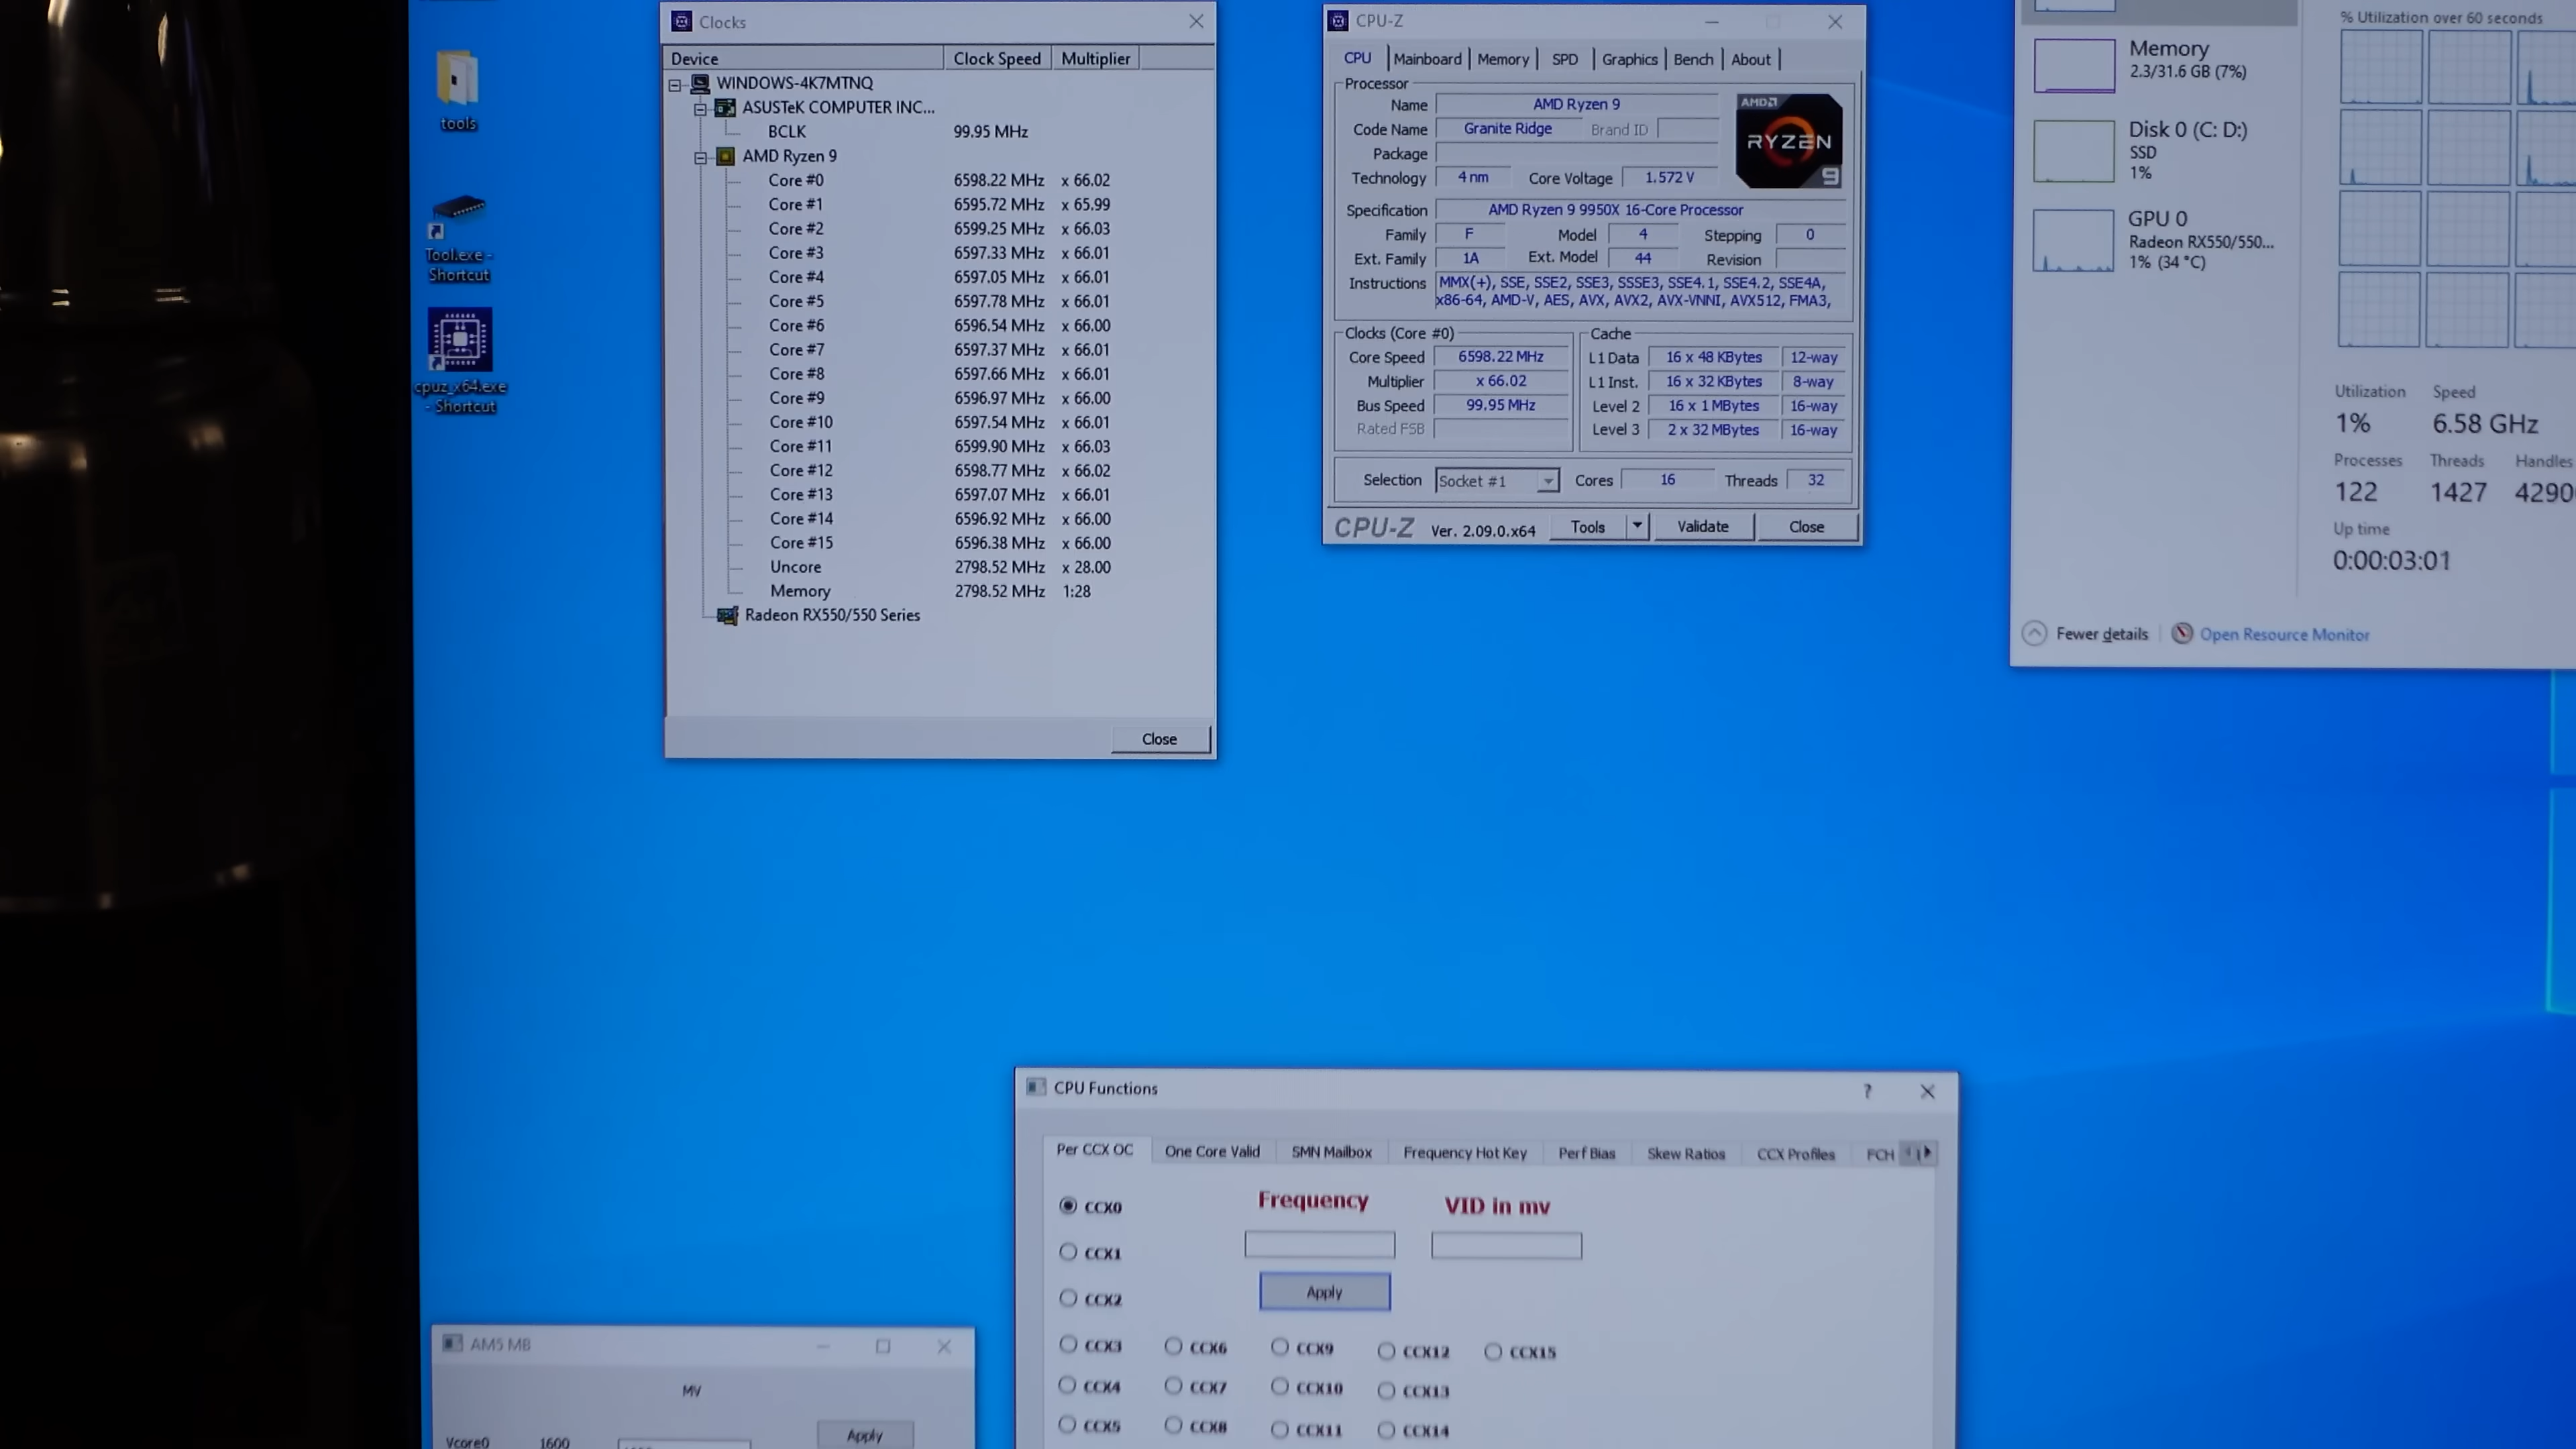 tools
Tool.exe -
Shortcut
cpuz_x64.exe
- Shortcut
Clocks
Device Clock Speed Multiplier
WINDOWS-4K7MTNQ
ASUSTeK COMPUTER INC...
BCLK 99.95 MHz
AMD Ryzen 9
Core #0 6598.22 MHz x 66.02
Core #1 6595.72 MHz x 65.99
Core #2 6599.25 MHz x 66.03
Core #3 6597.33 MHz x 66.01
Core #4 6597.05 MHz x 66.01
Core #5 6597.78 MHz x 66.01
Core #6 6596.54 MHz x 66.00
Core #7 6597.37 MHz x 66.01
Core #8 6597.66 MHz x 66.01
Core #9 6596.97 MHz x 66.00
Core #10 6597.54 MHz x 66.01
Core #11 6599.90 MHz x 66.03
Core #12 6598.77 MHz x 66.02
Core #13 6597.07 MHz x 66.01
Core #14 6596.92 MHz x 66.00
Core #15 6596.38 MHz x 66.00
Uncore 2798.52 MHz x 28.00
Memory 2798.52 MHz 1:28
Radeon RX550/550 Series
Close
CPU-Z
CPU Mainboard Memory SPD Graphics Bench About
Processor
Name AMD Ryzen 9
Code Name Granite Ridge Brand ID
Package
Technology 4 nm Core Voltage 1.572 V
AMD
RYZEN
9
Specification AMD Ryzen 9 9950X 16-Core Processor
Family F Model 4 Stepping 0
Ext. Family 1A Ext. Model 44 Revision
Instructions MMX(+), SSE, SSE2, SSE3, SSSE3, SSE4.1, SSE4.2, SSE4A,
x86-64, AMD-V, AES, AVX, AVX2, AVX-VNNI, AVX512, FMA3,
Clocks (Core #0) Cache
Core Speed 6598.22 MHz L1 Data 16 x 48 KBytes 12-way
Multiplier x 66.02 L1 Inst. 16 x 32 KBytes 8-way
Bus Speed 99.95 MHz Level 2 16 x 1 MBytes 16-way
Rated FSB Level 3 2 x 32 MBytes 16-way
Selection Socket #1 Cores 16 Threads 32
CPU-Z Ver. 2.09.0.x64 Tools Validate Close
% Utilization over 60 seconds
Memory
2.3/31.6 GB (7%)
Disk 0 (C: D:)
SSD
1%
GPU 0
Radeon RX550/550...
1% (34 °C)
Utilization Speed
1% 6.58 GHz
Processes Threads Handles
122 1427 4290
Up time
0:00:03:01
Fewer details Open Resource Monitor
CPU Functions ?
Per CCX OC One Core Valid SMN Mailbox Frequency Hot Key Perf Bias Skew Ratios CCX Profiles FCH
CCX0 Frequency VID in mv
CCX1
Apply
CCX2
CCX3 CCX6 CCX9 CCX12 CCX15
CCX4 CCX7 CCX10 CCX13
CCX5 CCX8 CCX11 CCX14
AM5 MB
MV
Vcore0 1600 Apply